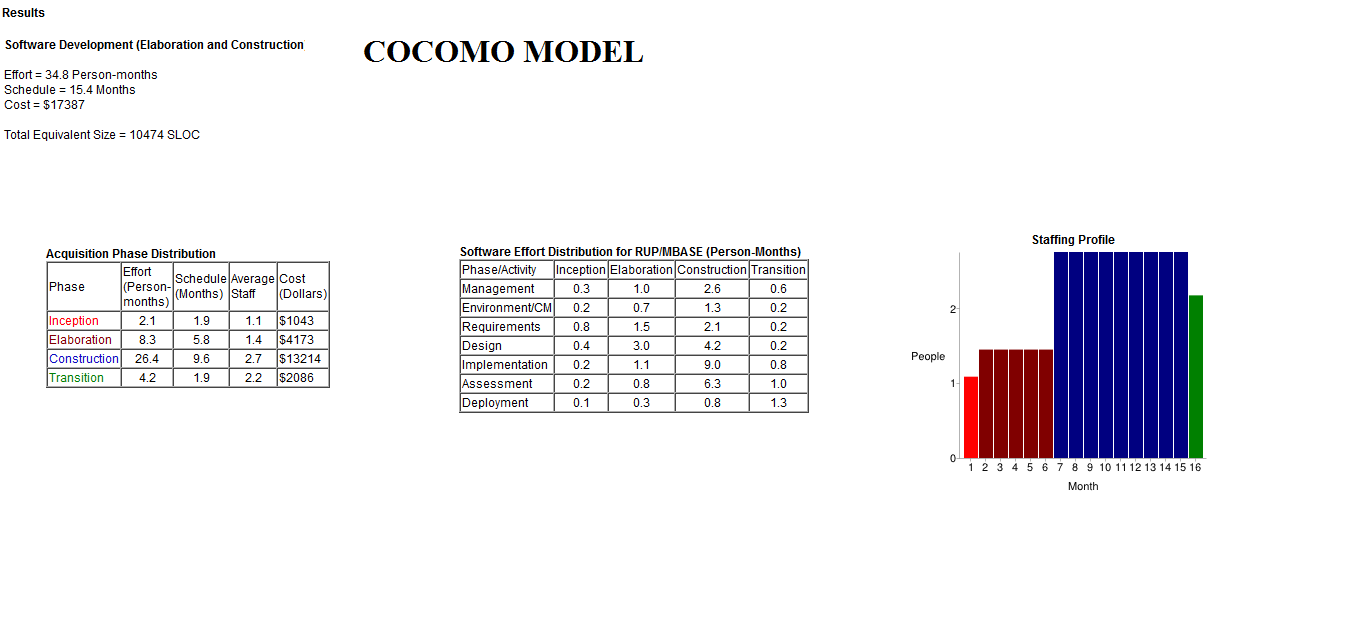 Results
Software Development (Elaboration and Construction
COCOMO MODEL
Effort = 34.8 Person-months
Schedule = 15.4 Months
Cost = $17387
Total Equivalent Size = 10474 SLOC
Acquisition Phase Distribution
Phase Effort (Person-months) Schedule (Months) Average Staff Cost (Dollars)
Inception 2.1 1.9 1.1 $1043
Elaboration 8.3 5.8 1.4 $4173
Construction 26.4 9.6 2.7 $13214
Transition 4.2 1.9 2.2 $2086
Software Effort Distribution for RUP/MBASE (Person-Months)
Phase/Activity Inception Elaboration Construction Transition
Management 0.3 1.0 2.6 0.6
Environment/CM 0.2 0.7 1.3 0.2
Requirements 0.8 1.5 2.1 0.2
Design 0.4 3.0 4.2 0.2
Implementation 0.2 1.1 9.0 0.8
Assessment 0.2 0.8 6.3 1.0
Deployment 0.1 0.3 0.8 1.3
Staffing Profile
2
People
1
0
1 2 3 4 5 6 7 8 9 10 11 12 13 14 15 16
Month